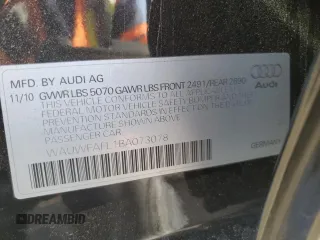 MFD. BY AUDI AG
11/10 GVWR LBS 5070 GAWR LBS FRONT 2491/REAR
THIS VEHICLE CONFORMS TO ALL APPLICABLE
FEDERAL MOTOR VEHICLE SAFETY BUMPER AND
THEFT PREVENTION STANDARDS IN EFFECT ON
THE DATE OF MANUFACTURE SHOWN ABOVE
PASSENGER CAR
Audi
WAUWFAFL1BA073078
GERMANY
DREAMBID